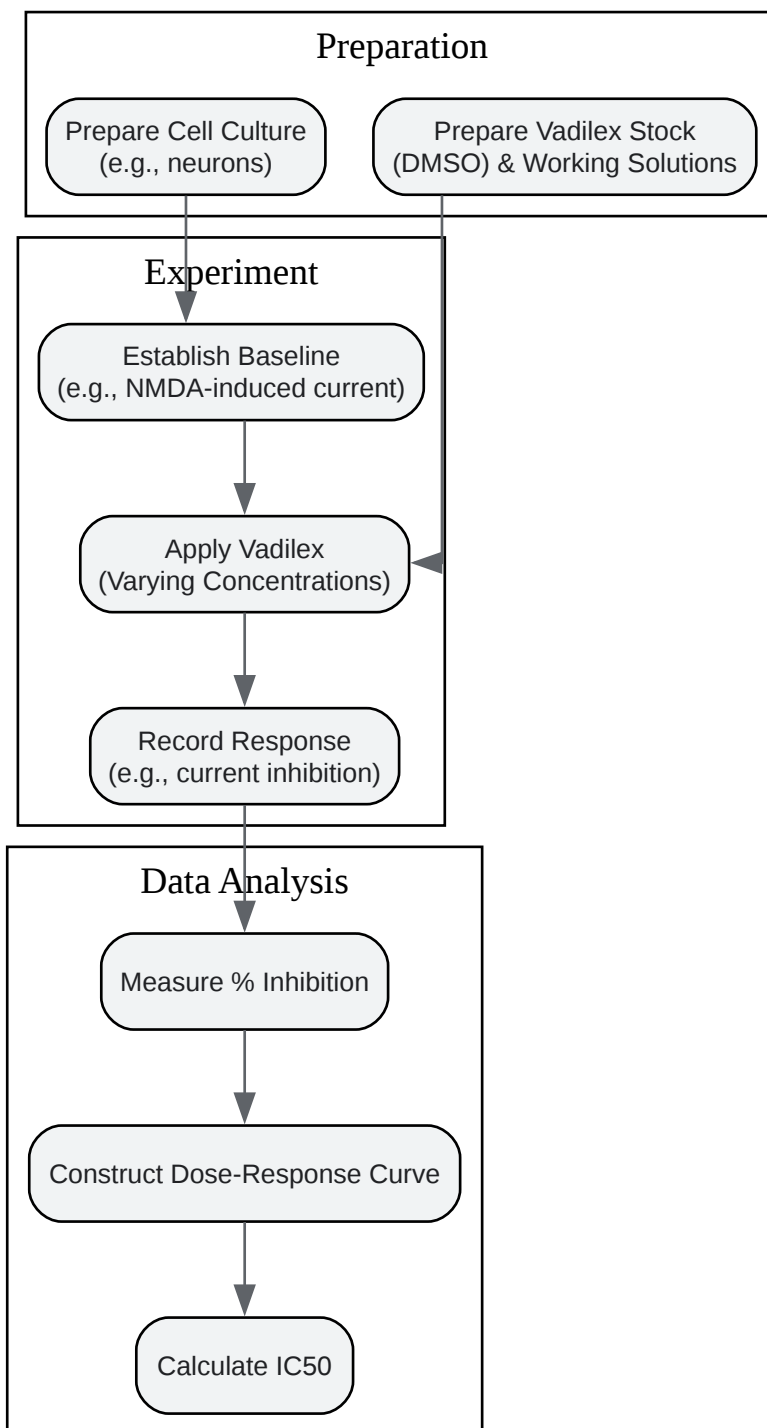 Preparation
Prepare Cell Culture
(e.g., neurons)
Prepare Vadilex Stock
(DMSO) & Working Solutions
Experiment
Establish Baseline
(e.g., NMDA-induced current)
Apply Vadilex
(Varying Concentrations)
Record Response
(e.g., current inhibition)
Data Analysis
Measure % Inhibition
Construct Dose-Response Curve
Calculate IC50